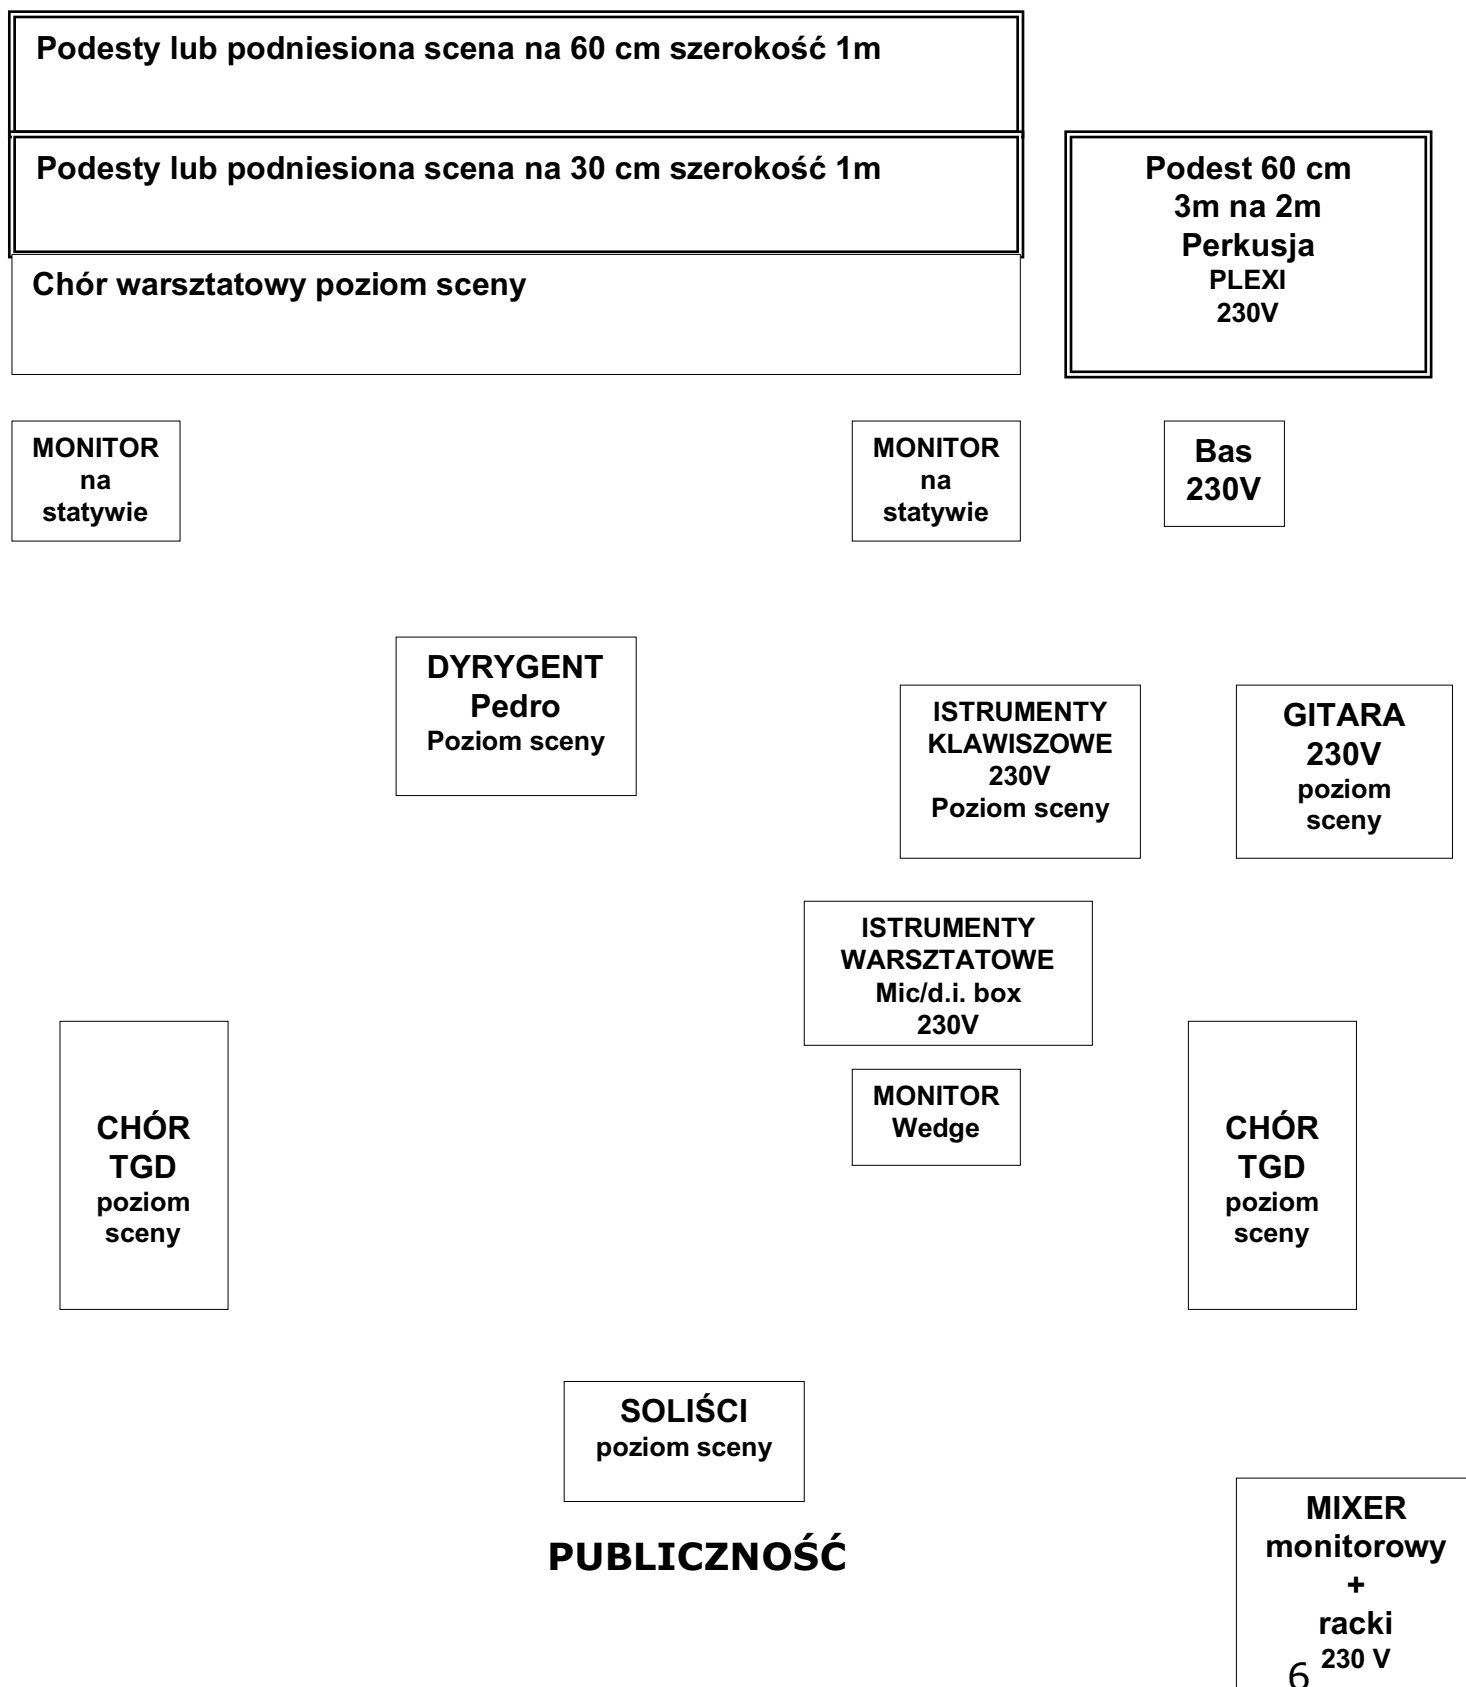 Podesty lub podniesiona scena na 60 cm szerokość 1m
Podesty lub podniesiona scena na 30 cm szerokość 1m
Chór warsztatowy poziom sceny
Podest 60 cm
3m na 2m
Perkusja
PLEXI
230V
MONITOR
na
statywie
MONITOR
na
statywie
Bas
230V
DYRYGENT
Pedro
Poziom sceny
ISTRUMENTY
KLAWISZOWE
230V
Poziom sceny
GITARA
230V
poziom
sceny
ISTRUMENTY
WARSZTATOWE
Mic/d.i. box
230V
MONITOR
Wedge
CHÓR
TGD
poziom
sceny
CHÓR
TGD
poziom
sceny
SOLIŚCI
poziom sceny
PUBLICZNOŚĆ
MIXER
monitorowy
+
racki
230 V
6